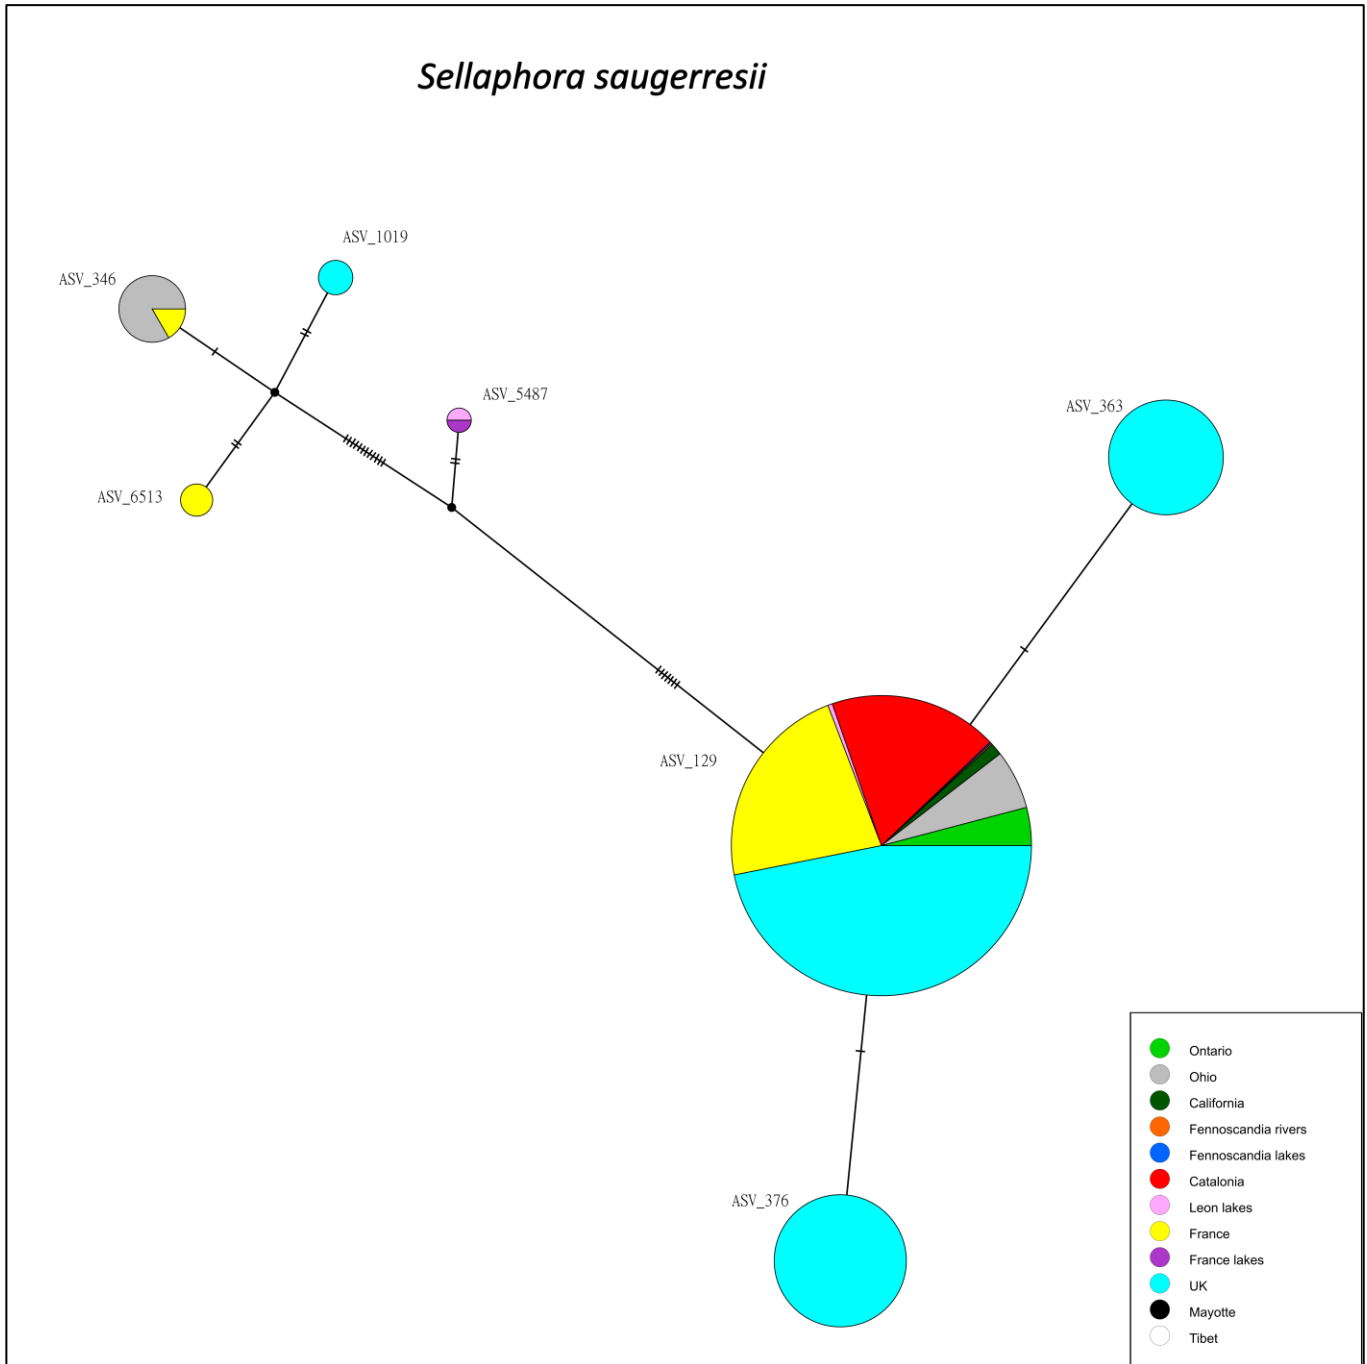 Sellaphora saugerresii
ASV_1019
ASV_346
ASV_5487
ASV_363
ASV_6513
ASV_129
ASV_376
Ontario
Ohio
California
Fennoscandia rivers
Fennoscandia lakes
Catalonia
Leon lakes
France
France lakes
UK
Mayotte
Tibet